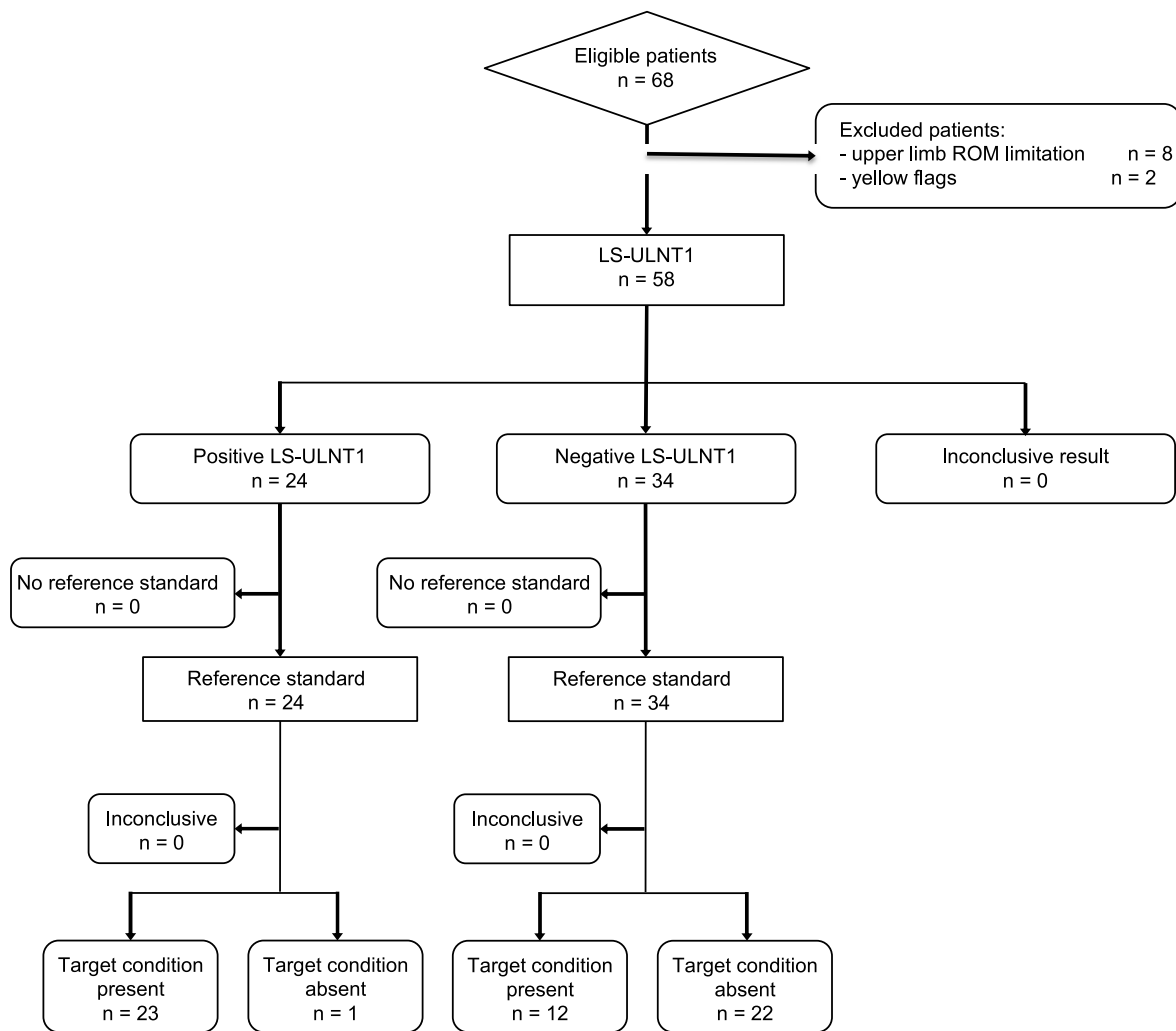 Eligible patients
n = 68
Excluded patients:
- upper limb ROM limitation n = 8
- yellow flags n = 2
LS-ULNT1
n = 58
Positive LS-ULNT1
n = 24
Negative LS-ULNT1
n = 34
Inconclusive result
n = 0
No reference standard
n = 0
No reference standard
n = 0
Reference standard
n = 24
Reference standard
n = 34
Inconclusive
n = 0
Inconclusive
n = 0
Target condition
present
n = 23
Target condition
absent
n = 1
Target condition
present
n = 12
Target condition
absent
n = 22